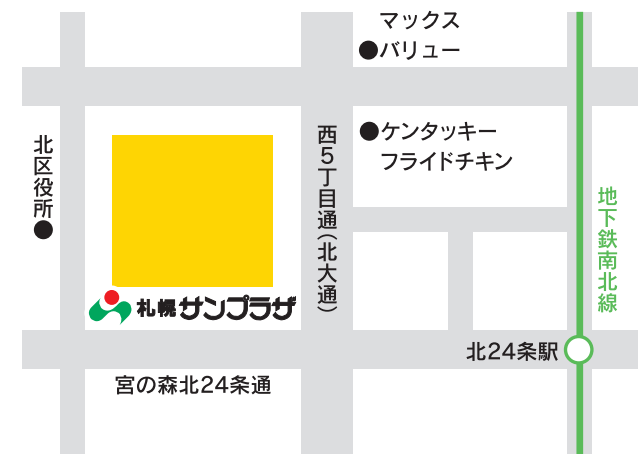 マックス
●バリュー
●ケンタッキー
フライドチキン
北区役所●
西5丁目通(北大通)
地下鉄南北線
札幌サンプラザ
北24条駅
宮の森北24条通